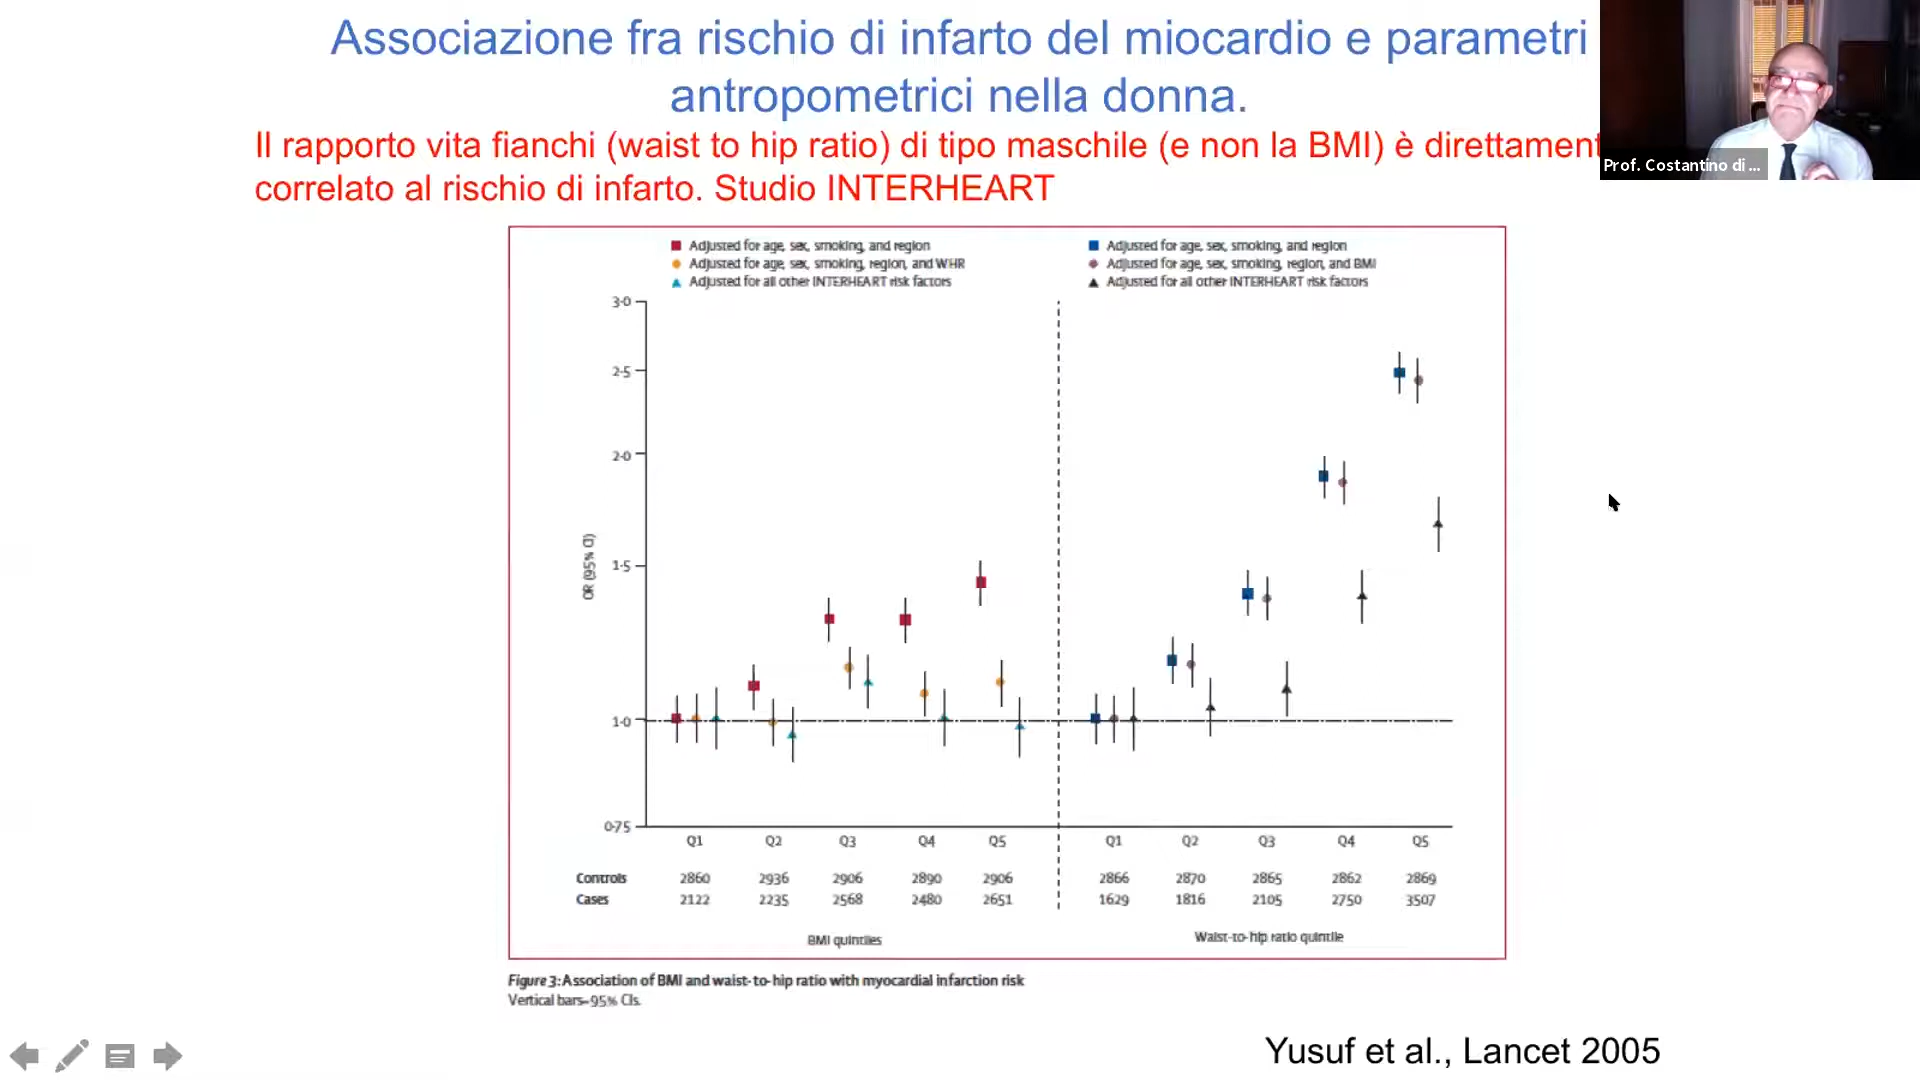 Associazione fra rischio di infarto del miocardio e parametri
antropometrici nella donna.
Il rapporto vita fianchi (waist to hip ratio) di tipo maschile (e non la BMI) è direttament
correlato al rischio di infarto. Studio INTERHEART
Prof. Costantino di ...
Adjusted for age, sex, smoking, and region
Adjusted for age, sex, smoking, region, and WHR
Adjusted for all other INTERHEART risk factors
Adjusted for age, sex, smoking, and region
Adjusted for age, sex, smoking, region, and BMI
Adjusted for all other INTERHEART risk factors
3·0
2·5
2·0
1·5
1·0
0·75
OR (95% CI)
Q1 Q2 Q3 Q4 Q5 Q1 Q2 Q3 Q4 Q5
Controls 2860 2936 2906 2890 2906 2866 2870 2865 2862 2869
Cases 2122 2235 2568 2480 2651 1629 1816 2105 2750 3507
BMI quintiles
Waist-to-hip ratio quintile
Figure 3: Association of BMI and waist-to-hip ratio with myocardial infarction risk
Vertical bars=95% CIs.
Yusuf et al., Lancet 2005